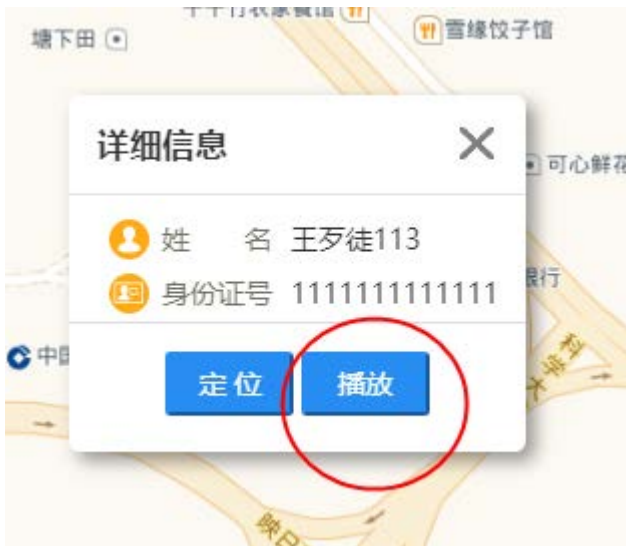 塘下田
雪缘饺子馆
可心鲜花
详细信息
姓 名 王歹徒113
身份证号 1111111111111
银行
中国
定位 播放
科学大
映日